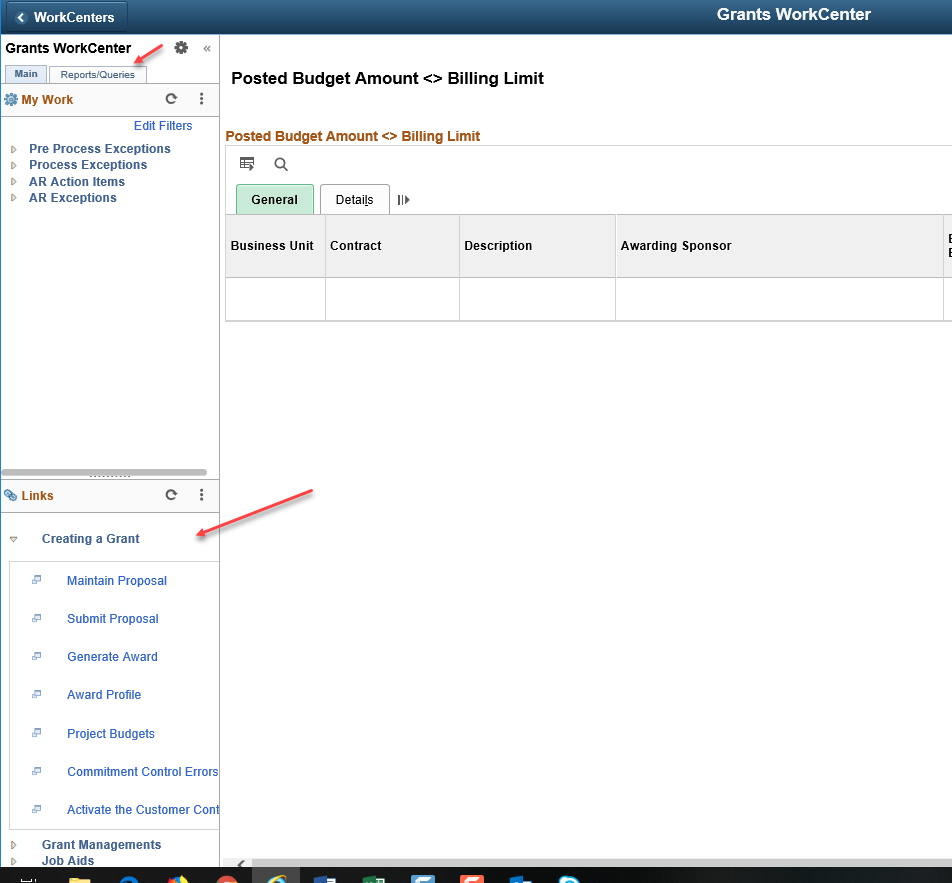 WorkCenters
Grants WorkCenter
Grants WorkCenter
«
Main
Reports/Queries
My Work
Edit Filters
Pre Process Exceptions
Process Exceptions
AR Action Items
AR Exceptions
Links
Creating a Grant
Maintain Proposal
Submit Proposal
Generate Award
Award Profile
Project Budgets
Commitment Control Errors
Activate the Customer Cont
Grant Managements
Job Aids
Posted Budget Amount <> Billing Limit
Posted Budget Amount <> Billing Limit
General
Details
Business Unit
Contract
Description
Awarding Sponsor